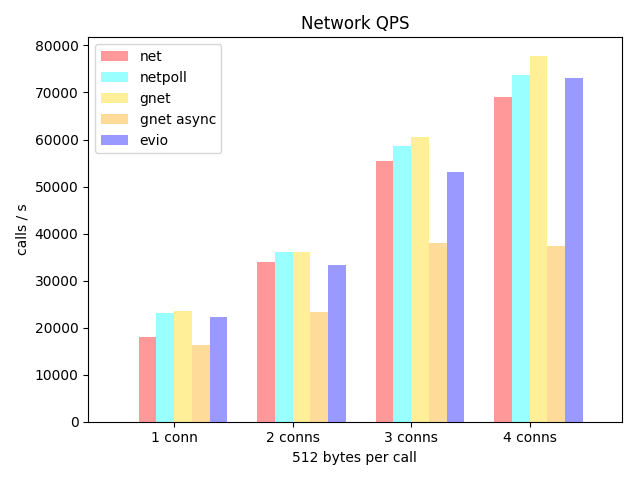 Network QPS
net
netpoll
gnet
gnet async
evio
calls / s
80000
70000
60000
50000
40000
30000
20000
10000
0
1 conn
2 conns
3 conns
4 conns
512 bytes per call